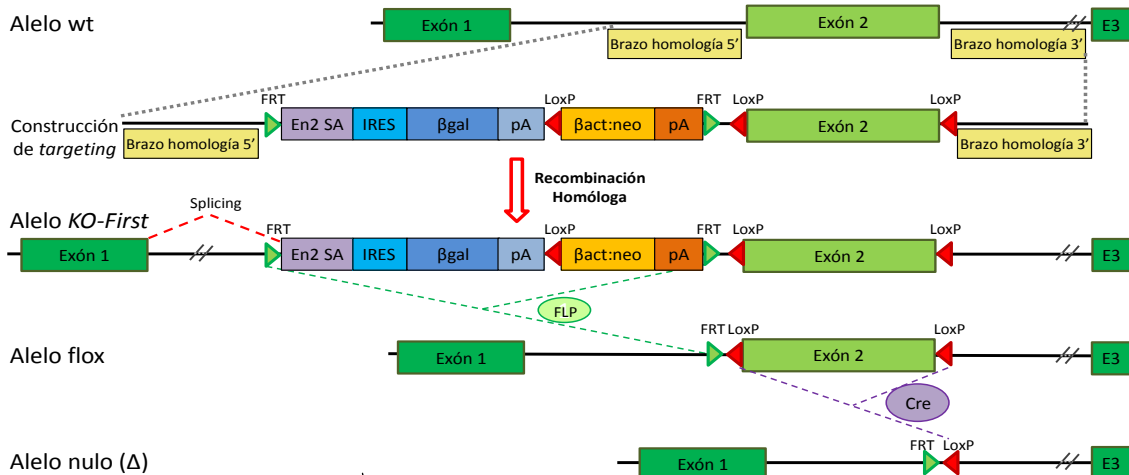 Alelo wt
Exón 1
Exón 2
E3
Brazo homología 5’
Brazo homología 3’
Construcción
de targeting
FRT
LoxP
FRT
LoxP
LoxP
En2 SA
IRES
βgal
pA
βact:neo
pA
Exón 2
Brazo homología 5’
Brazo homología 3’
Recombinación
Homóloga
Alelo KO-First
Splicing
FRT
LoxP
FRT
LoxP
LoxP
Exón 1
En2 SA
IRES
βgal
pA
βact:neo
pA
Exón 2
E3
FLP
Alelo flox
FRT
LoxP
LoxP
Exón 1
Exón 2
E3
Cre
Alelo nulo (Δ)
FRT
LoxP
Exón 1
E3